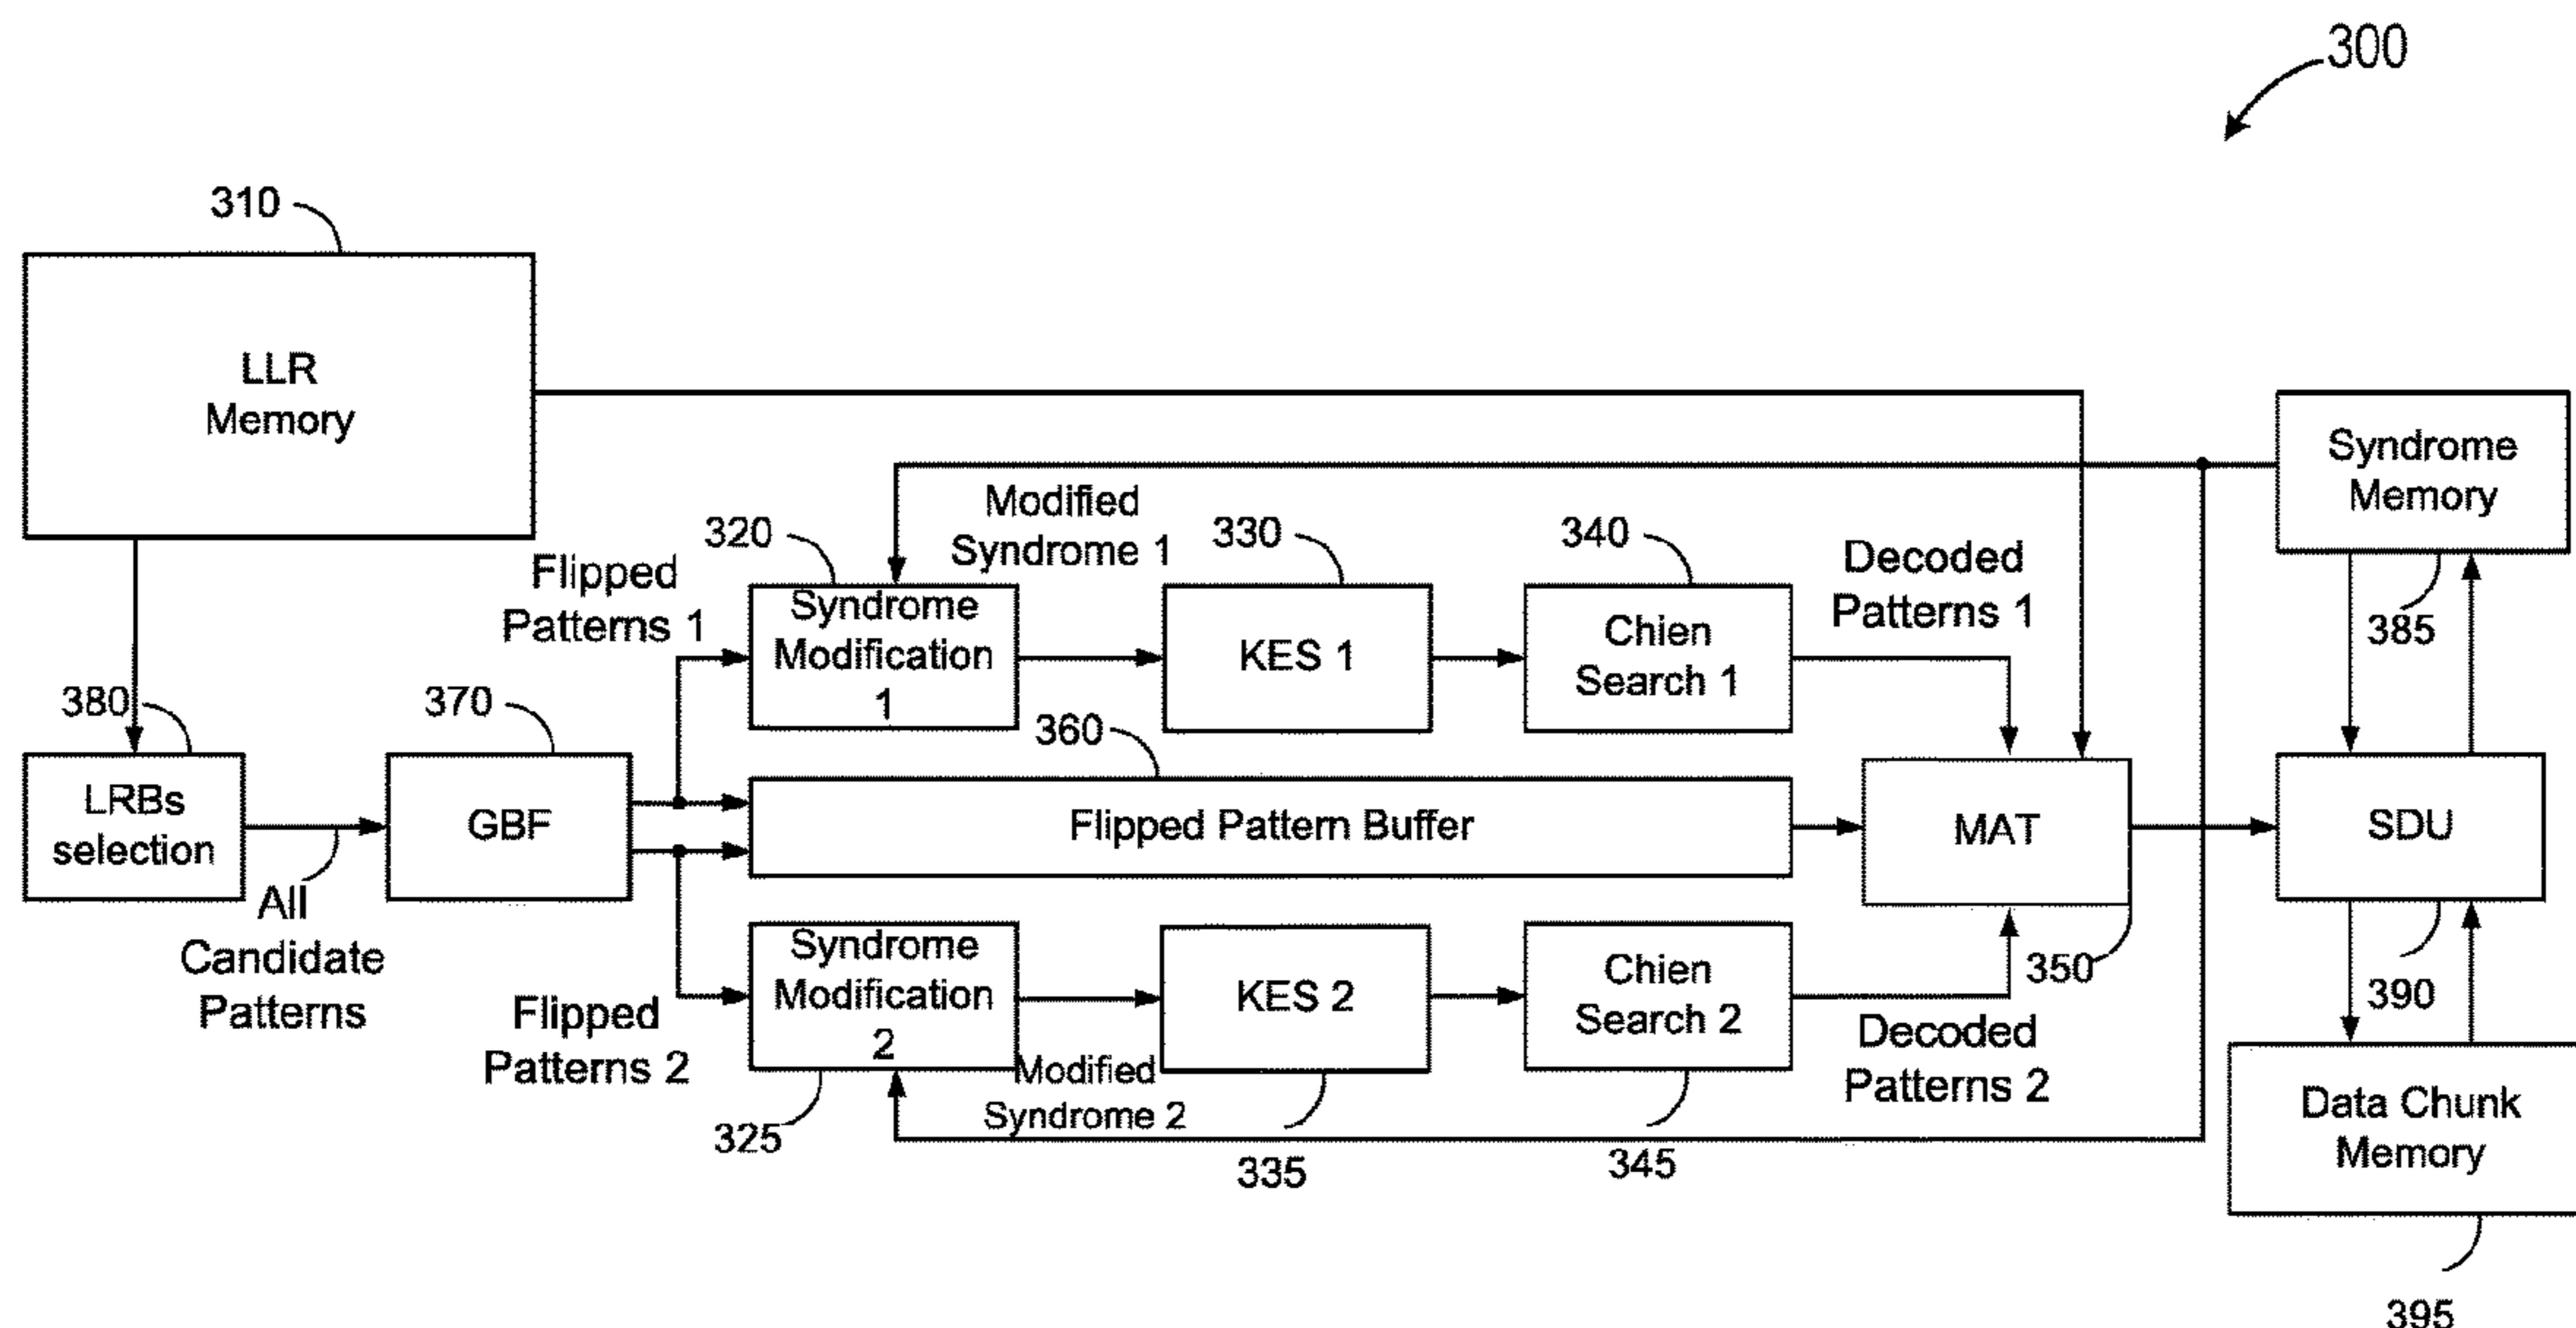 300
310
LLR
Memory
Syndrome
Memory
385
320
Modified
Syndrome 1
330
340
Flipped
Patterns 1
Syndrome
Modification
1
KES 1
Chien
Search 1
Decoded
Patterns 1
380
LRBs
selection
All
Candidate
Patterns
370
GBF
360
Flipped Pattern Buffer
MAT
350
SDU
390
Flipped
Patterns 2
Syndrome
Modification
2
325
Modified
Syndrome 2
KES 2
335
Chien
Search 2
345
Decoded
Patterns 2
Data Chunk
Memory
395